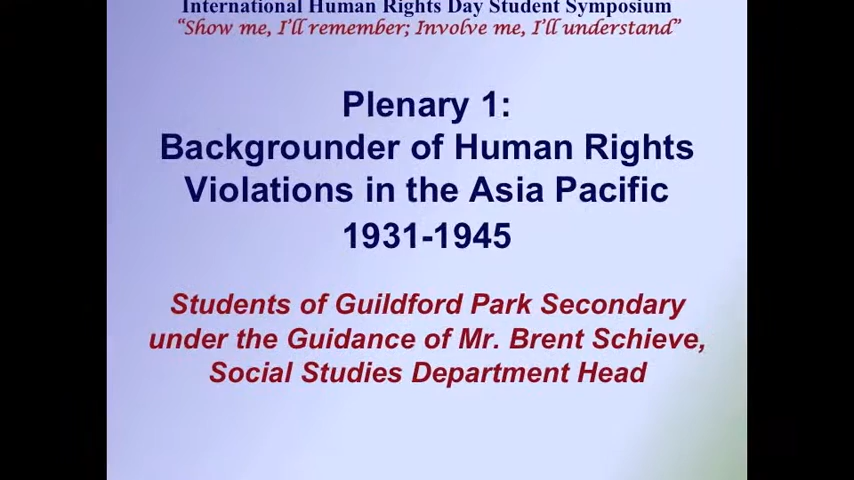 International Human Rights Day Student Symposium
"Show me, I'll remember; Involve me, I'll understand"
Plenary 1:
Backgrounder of Human Rights
Violations in the Asia Pacific
1931-1945
Students of Guildford Park Secondary
under the Guidance of Mr. Brent Schieve,
Social Studies Department Head